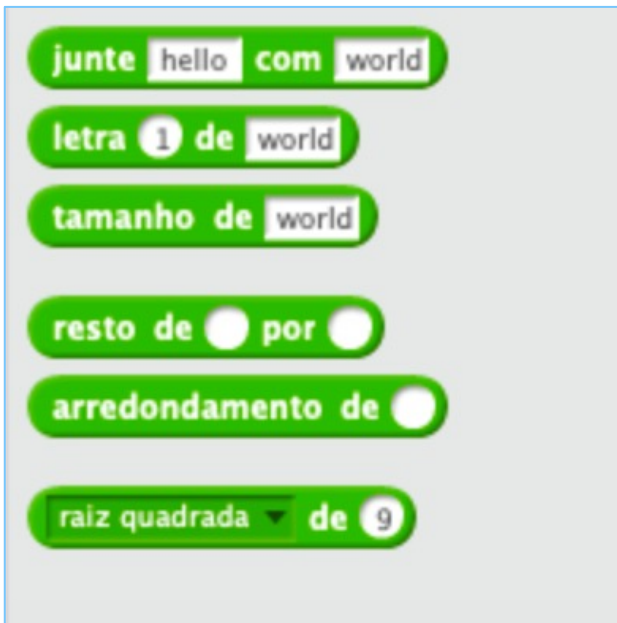 junte hello com world
letra 1 de world
tamanho de world
resto de por
arredondamento de
raiz quadrada de 9